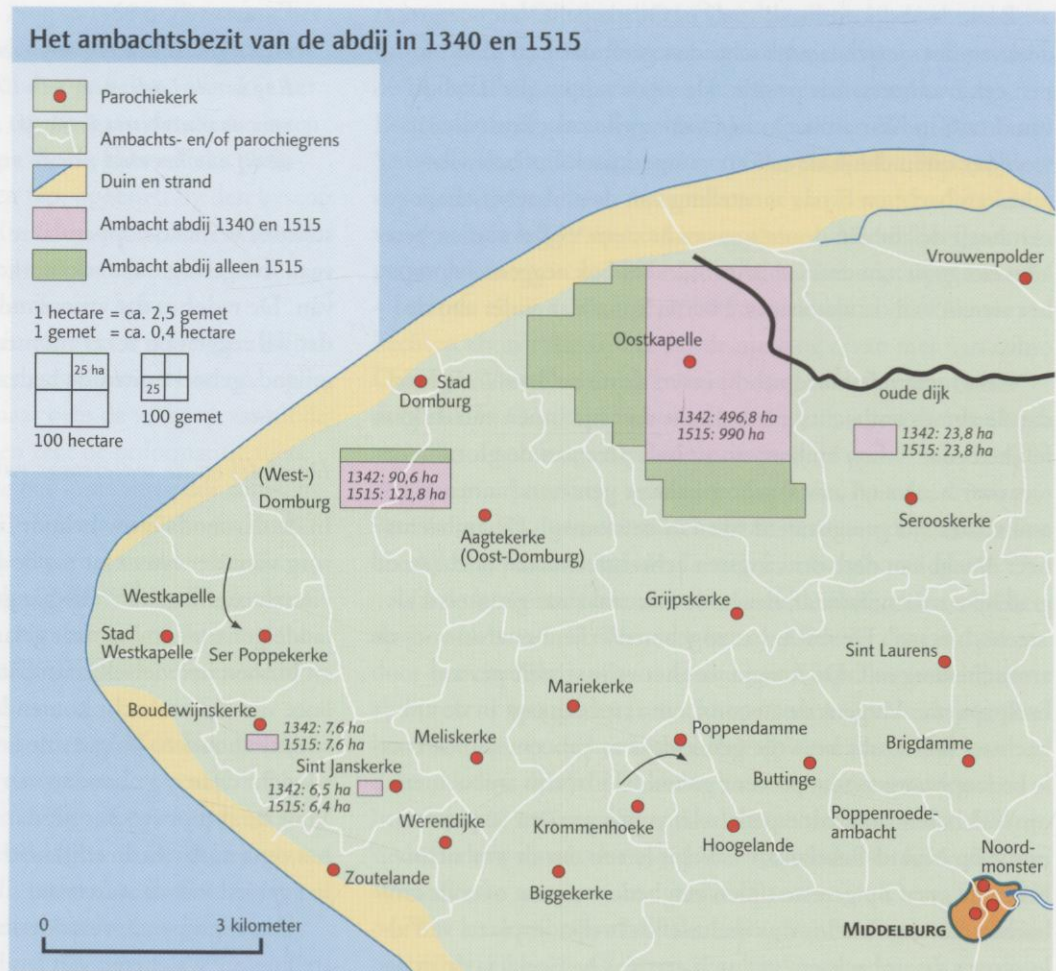 Het ambachtsbezit van de abdij in 1340 en 1515
Parochiekerk
Ambachts- en/of parochiegrens
Duin en strand
Ambacht abdij 1340 en 1515
Ambacht abdij alleen 1515
1 hectare = ca. 2,5 gemet
1 gemet = ca. 0,4 hectare
25 ha
25
100 gemet
100 hectare
Vrouwenpolder
Oostkapelle
Stad
Domburg
oude dijk
1342: 496,8 ha
1515: 990 ha
1342: 23,8 ha
1515: 23,8 ha
(West-)
Domburg
1342: 90,6 ha
1515: 121,8 ha
Serooskerke
Aagtekerke
(Oost-Domburg)
Westkapelle
Grijpskerke
Stad
Westkapelle
Ser Poppekerke
Sint Laurens
Mariekerke
Boudewijnskerke
1342: 7,6 ha
1515: 7,6 ha
Meliskerke
Poppendamme
Brigdamme
Sint Janskerke
1342: 6,5 ha
1515: 6,4 ha
Buttinge
Werendijke
Krommenhoeke
Hoogelande
Poppenroede-
ambacht
Noord-
monster
Zoutelande
Biggekerke
MIDDELBURG
0
3 kilometer